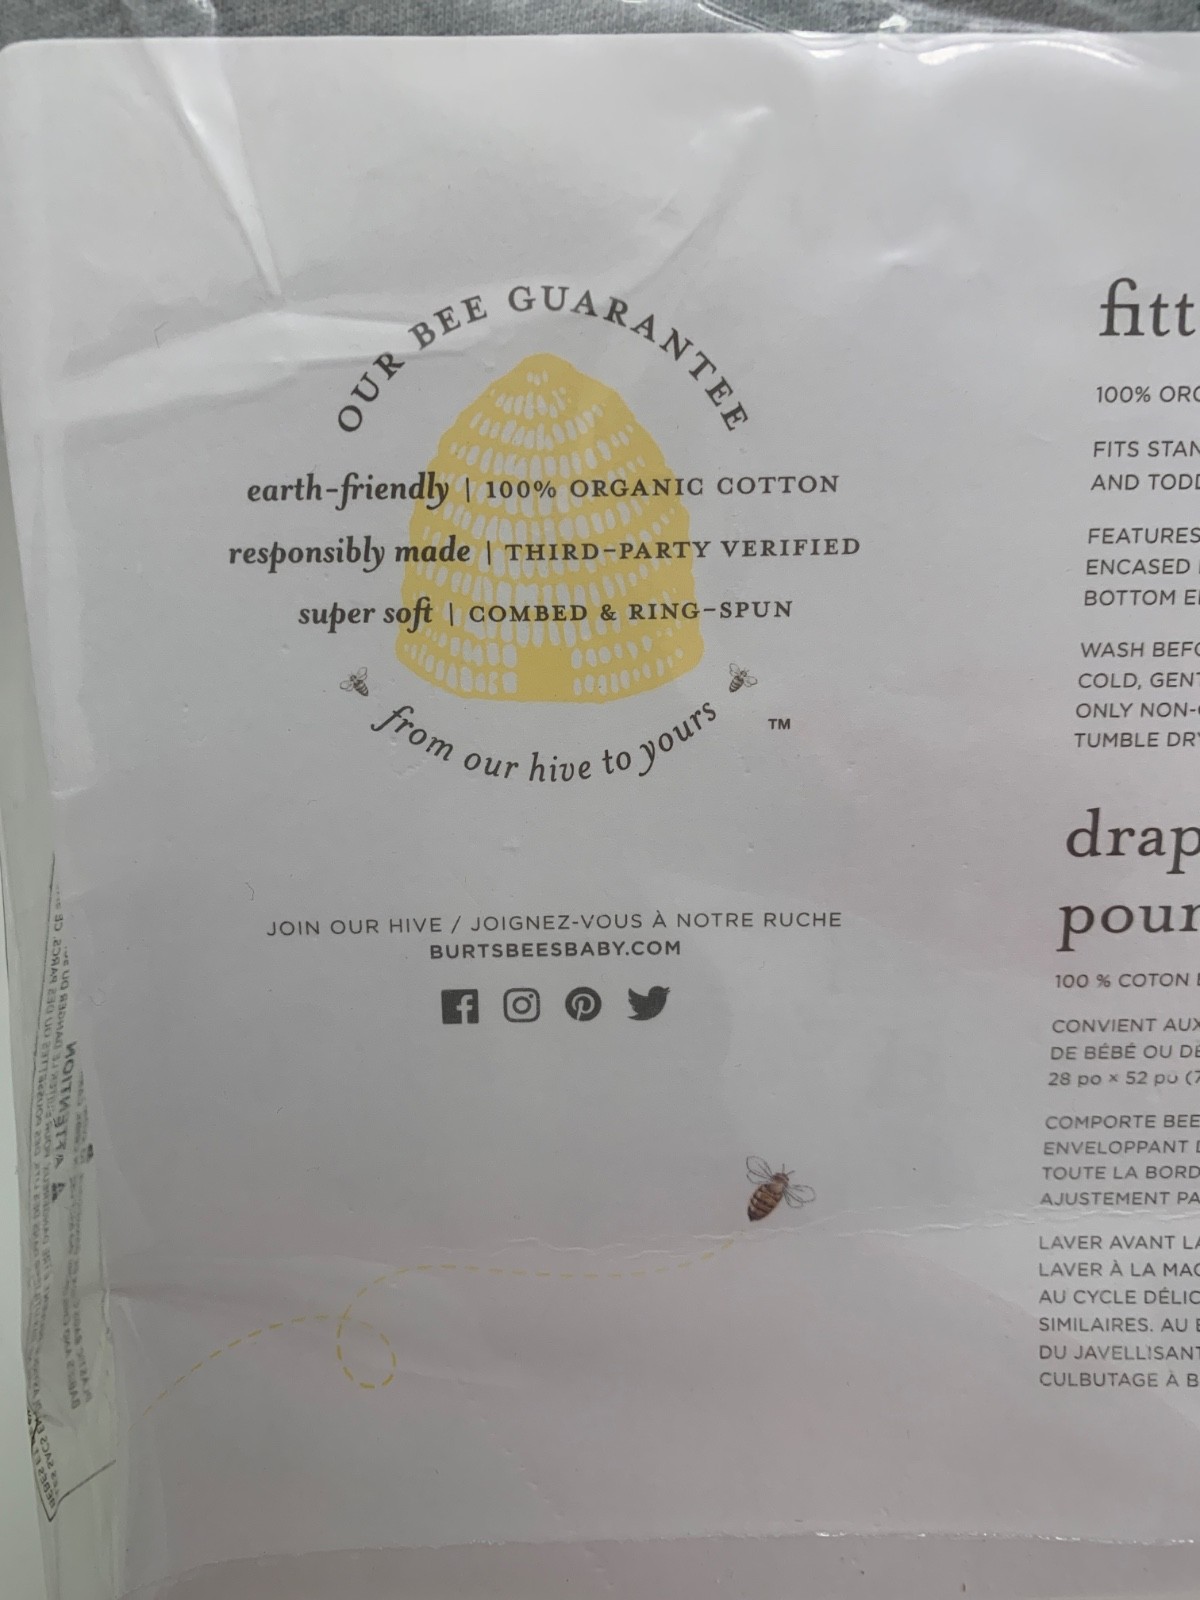 OUR BEE GUARANTEE
earth-friendly | 100% ORGANIC COTTON
responsibly made | THIRD-PARTY VERIFIED
super soft | COMBED & RING-SPUN
from our hive to yours
TM
JOIN OUR HIVE / JOIGNEZ-VOUS À NOTRE RUCHE
BURTSBEESBABY.COM
fitt
100% ORG
FITS STAN
AND TODD
FEATURES
ENCASED
BOTTOM E
WASH BEFO
COLD, GENT
ONLY NON-
TUMBLE DRY
drap
pour
100 % COTON
CONVIENT AUX
DE BÉBÉ OU DE
28 po × 52 po (7
COMPORTE BEE
ENVELOPPANT
TOUTE LA BORD
AJUSTEMENT PA
LAVER AVANT LA
LAVER À LA MAC
AU CYCLE DÉLIC
SIMILAIRES. AU
DU JAVELLISANT
CULBUTAGE À B
ATTENTION